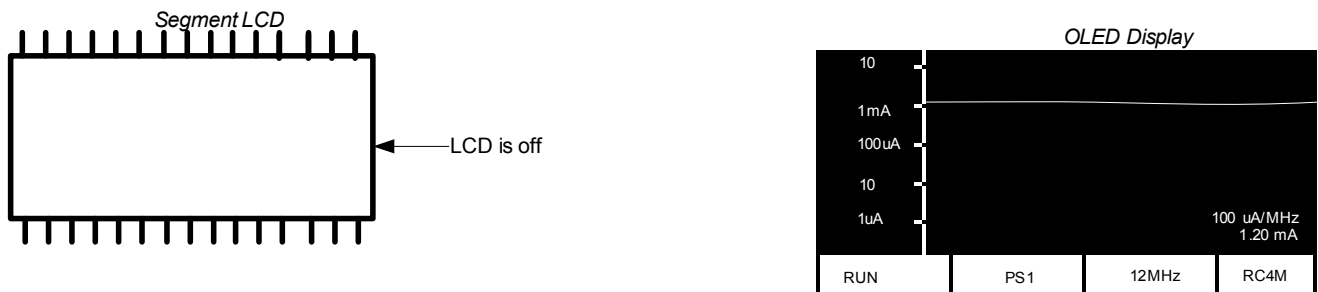 Segment LCD
LCD is off
OLED Display
10
1mA
100uA
10
1uA
100 uA/MHz
1.20 mA
RUN PS1 12MHz RC4M